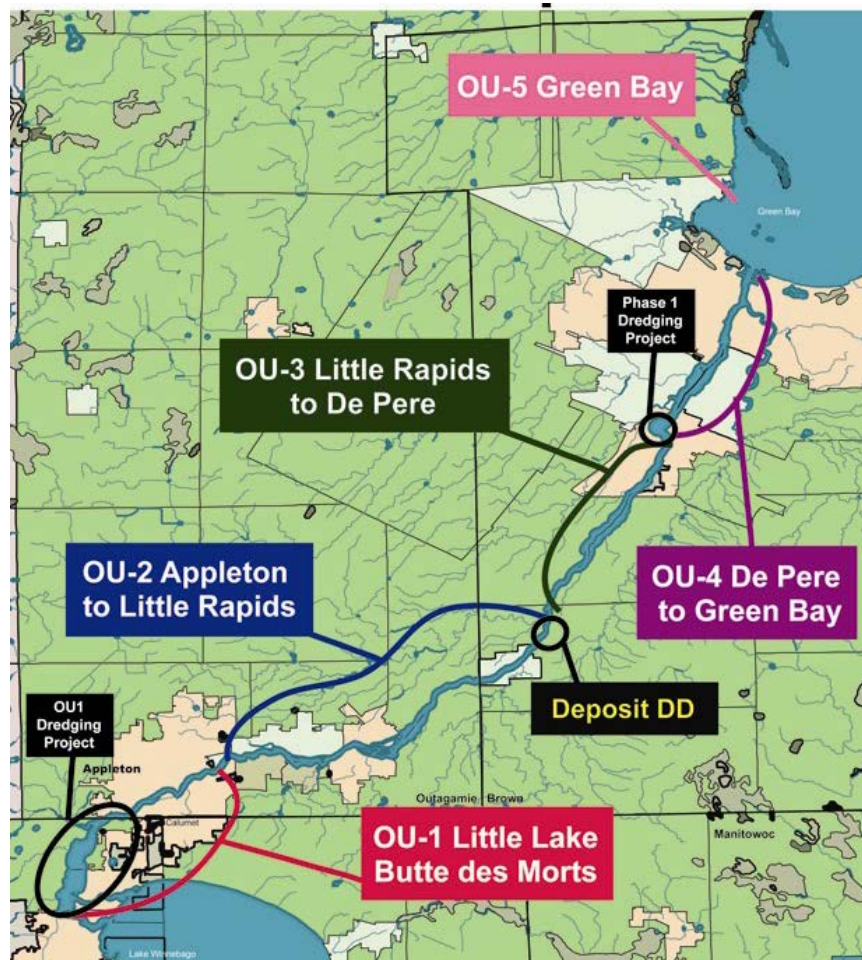 OU-5 Green Bay
Green Bay
Phase 1
Dredging
Project
OU-3 Little Rapids
to De Pere
OU-2 Appleton
to Little Rapids
OU-4 De Pere
to Green Bay
Deposit DD
OU1
Dredging
Project
Appleton
Outagamie
Brown
Calumet
Manitowoc
OU-1 Little Lake
Butte des Morts
Lake Winnebago